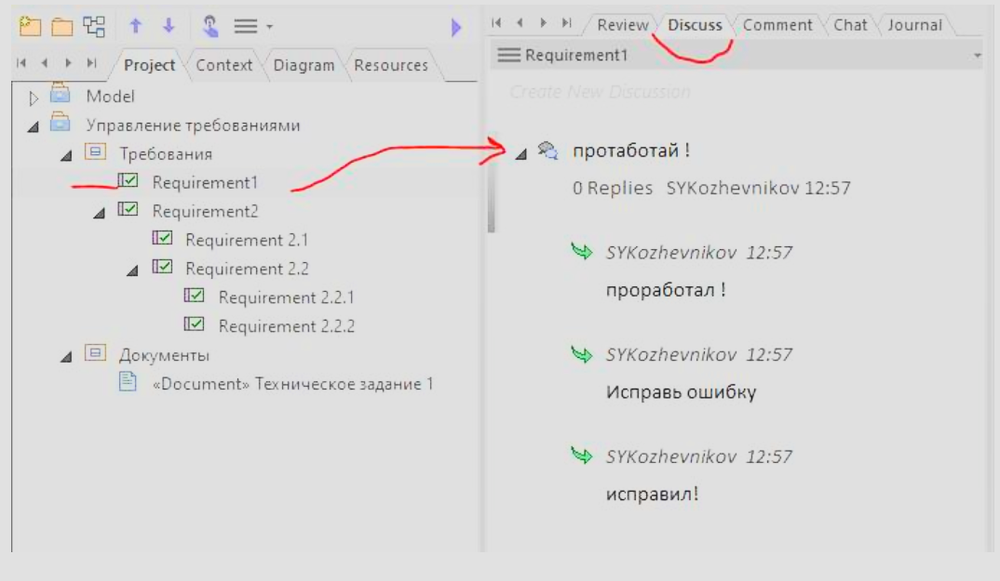 Project Context Diagram Resources
Model
Управление требованиями
Требования
Requirement1
Requirement2
Requirement 2.1
Requirement 2.2
Requirement 2.2.1
Requirement 2.2.2
Документы
«Document» Техническое задание 1
Review Discuss Comment Chat Journal
Requirement1
Create New Discussion
протаботай !
0 Replies SYKozhevnikov 12:57
SYKozhevnikov 12:57
проработал !
SYKozhevnikov 12:57
Исправь ошибку
SYKozhevnikov 12:57
исправил!